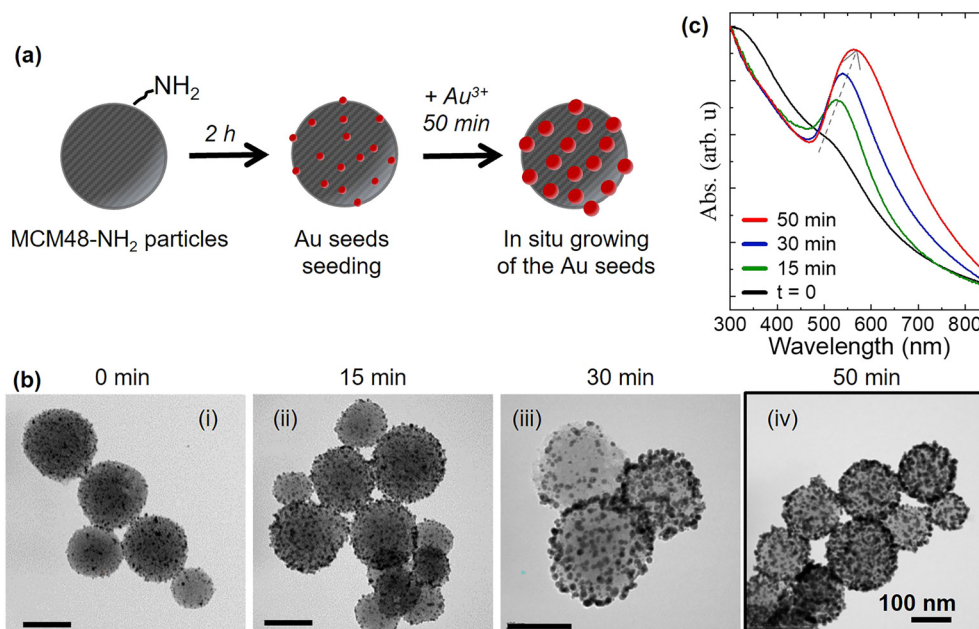 (a)
NH₂
2 h
+ Au³⁺
50 min
MCM48-NH₂ particles
Au seeds
seeding
In situ growing
of the Au seeds
(c)
Abs. (arb. u)
50 min
30 min
15 min
t = 0
300 400 500 600 700 800
Wavelength (nm)
(b)
0 min
15 min
30 min
50 min
(i)
(ii)
(iii)
(iv)
100 nm